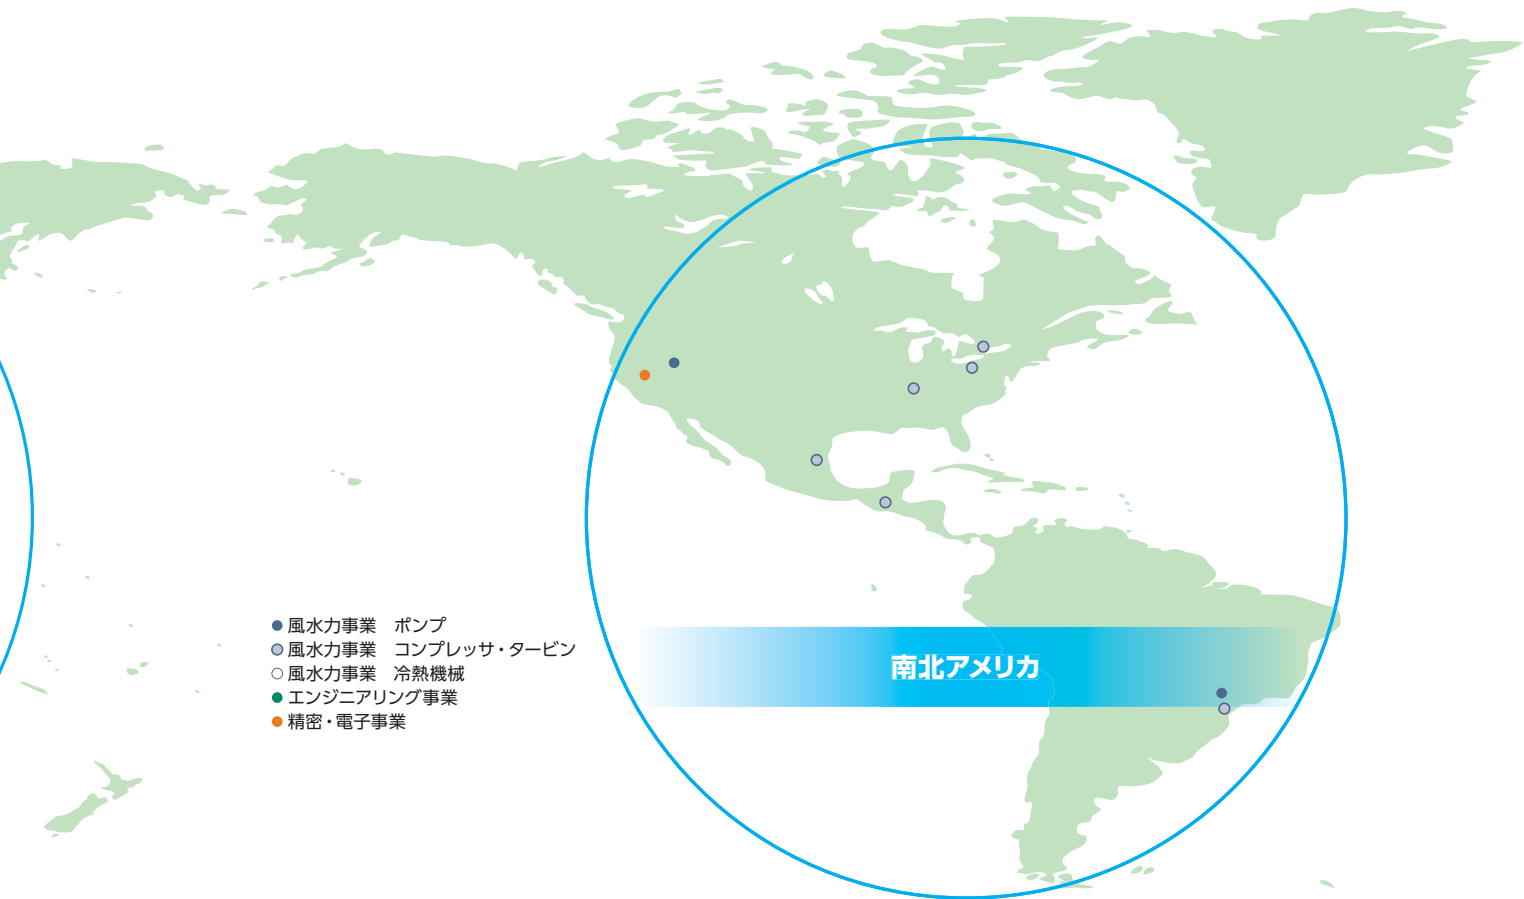 風水力事業　ポンプ
風水力事業　コンプレッサ・タービン
風水力事業　冷熱機械
エンジニアリング事業
精密・電子事業
南北アメリカ